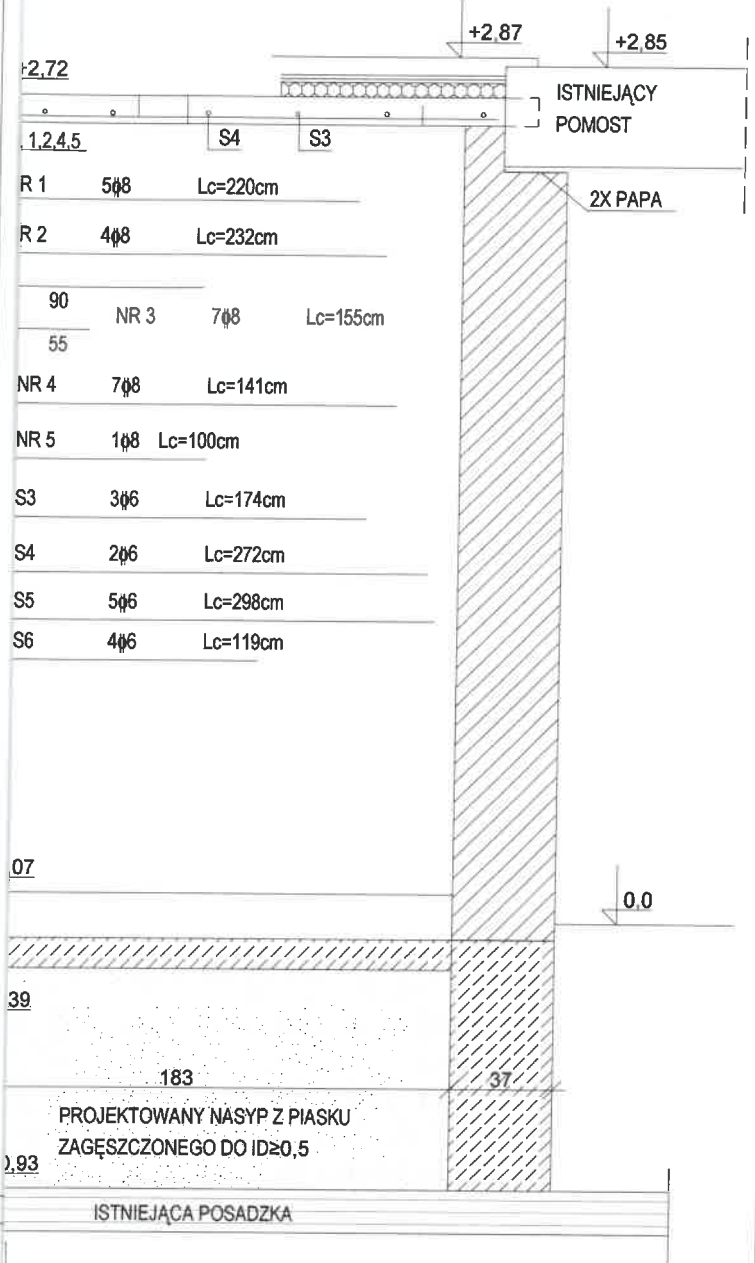 +2,87
+2,85
+2,72
ISTNIEJĄCY
POMOST
1,2,4,5
S4 S3
R 1 5ϕ8 Lc=220cm
2X PAPA
R 2 4ϕ8 Lc=232cm
90
NR 3 7ϕ8 Lc=155cm
55
NR 4 7ϕ8 Lc=141cm
NR 5 1ϕ8 Lc=100cm
S3 3ϕ6 Lc=174cm
S4 2ϕ6 Lc=272cm
S5 5ϕ6 Lc=298cm
S6 4ϕ6 Lc=119cm
,07
0,0
39
183
37
PROJEKTOWANY NASYP Z PIASKU
ZAGĘSZCZONEGO DO ID≥0,5
0,93
ISTNIEJĄCA POSADZKA